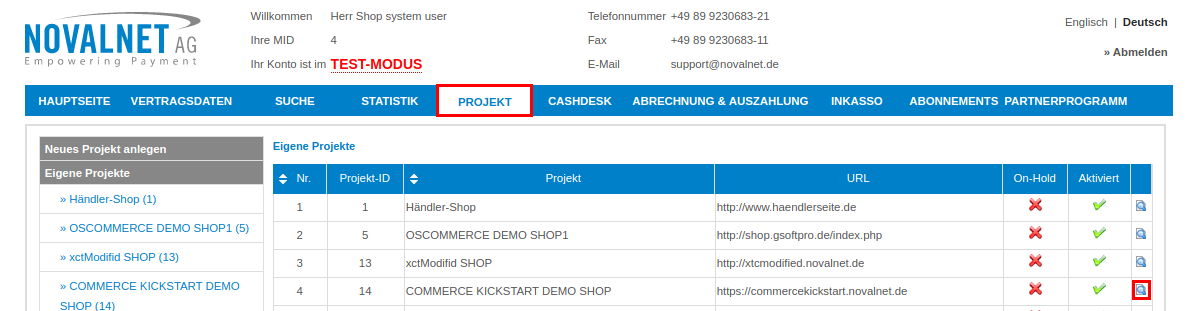 NOVALNET AG
Empowering Payment
Willkommen Herr Shop system user
Ihre MID 4
Ihr Konto ist im TEST-MODUS
Telefonnummer +49 89 9230683-21
Fax +49 89 9230683-11
E-Mail support@novalnet.de
Englisch | Deutsch
» Abmelden
HAUPTSEITE VERTRAGSDATEN SUCHE STATISTIK PROJEKT CASHDESK ABRECHNUNG & AUSZAHLUNG INKASSO ABONNEMENTS PARTNERPROGRAMM
Neues Projekt anlegen
Eigene Projekte
» Händler-Shop (1)
» OSCOMMERCE DEMO SHOP1 (5)
» xctModifid SHOP (13)
» COMMERCE KICKSTART DEMO
SHOP (14)
Eigene Projekte
Nr. Projekt-ID Projekt URL On-Hold Aktiviert
1 1 Händler-Shop http://www.haendlerseite.de
2 5 OSCOMMERCE DEMO SHOP1 http://shop.gsoftpro.de/index.php
3 13 xctModifid SHOP http://xtcmodified.novalnet.de
4 14 COMMERCE KICKSTART DEMO SHOP https://commercekickstart.novalnet.de